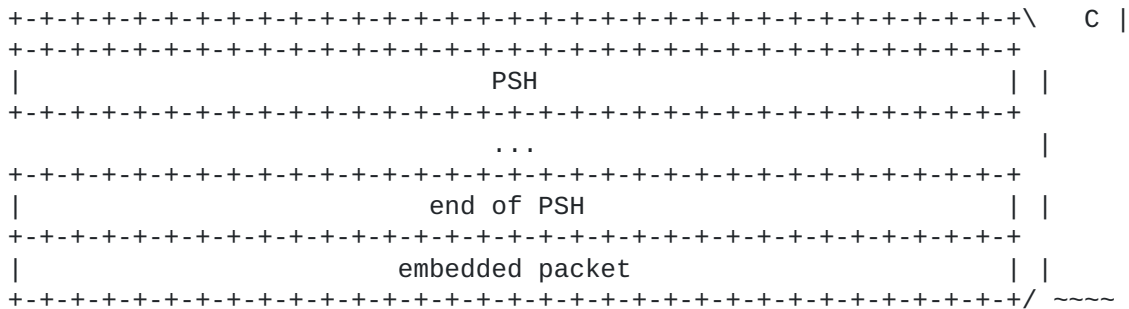 +-+-+-+-+-+-+-+-+-+-+-+-+-+-+-+-+-+-+-+-+-+-+-+-+-+-+-+-+-+-+-+-+\   C |
+-+-+-+-+-+-+-+-+-+-+-+-+-+-+-+-+-+-+-+-+-+-+-+-+-+-+-+-+-+-+-+-+
|                              PSH                              | |
+-+-+-+-+-+-+-+-+-+-+-+-+-+-+-+-+-+-+-+-+-+-+-+-+-+-+-+-+-+-+-+-+
                               ...                                |
+-+-+-+-+-+-+-+-+-+-+-+-+-+-+-+-+-+-+-+-+-+-+-+-+-+-+-+-+-+-+-+-+
|                          end of PSH                           | |
+-+-+-+-+-+-+-+-+-+-+-+-+-+-+-+-+-+-+-+-+-+-+-+-+-+-+-+-+-+-+-+-+
|                        embedded packet                        | |
+-+-+-+-+-+-+-+-+-+-+-+-+-+-+-+-+-+-+-+-+-+-+-+-+-+-+-+-+-+-+-+-+/ ~~~~